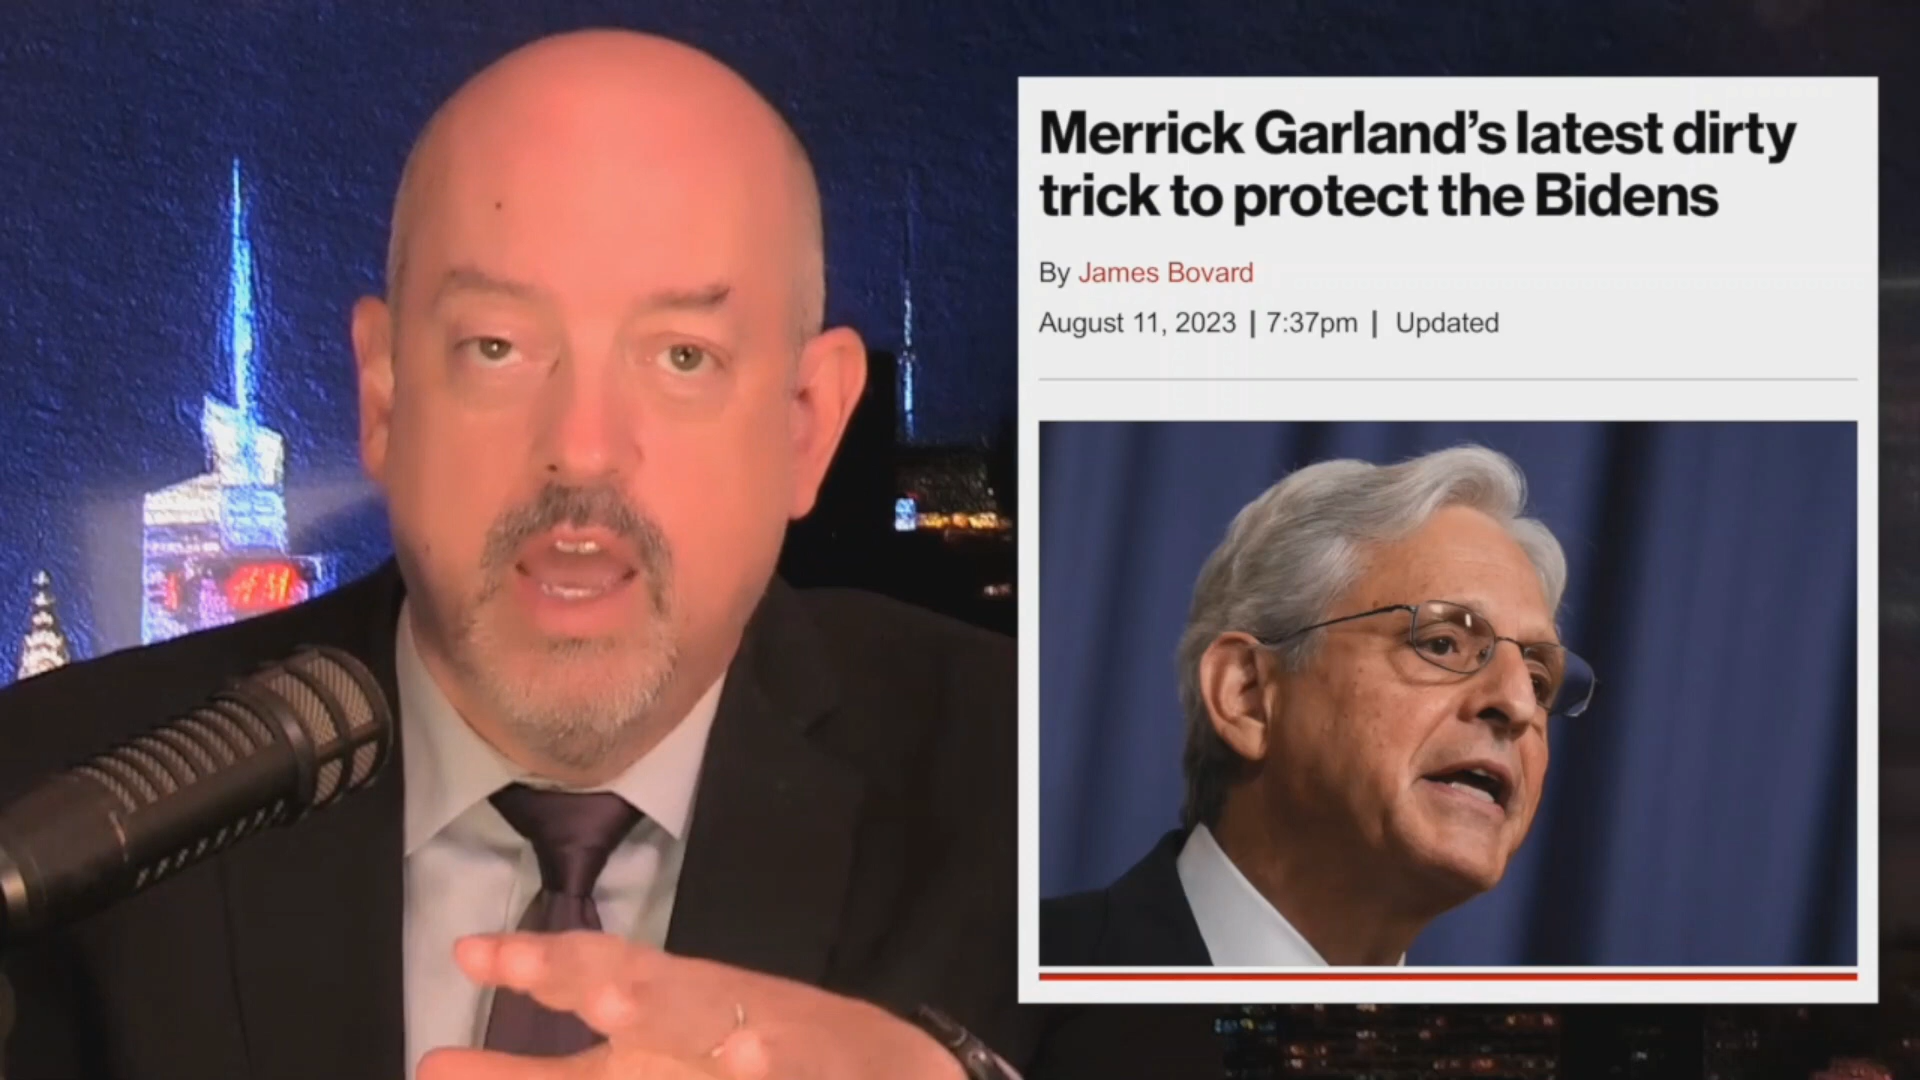 Merrick Garland's latest dirty
trick to protect the Bidens
By James Bovard
August 11, 2023 | 7:37pm | Updated